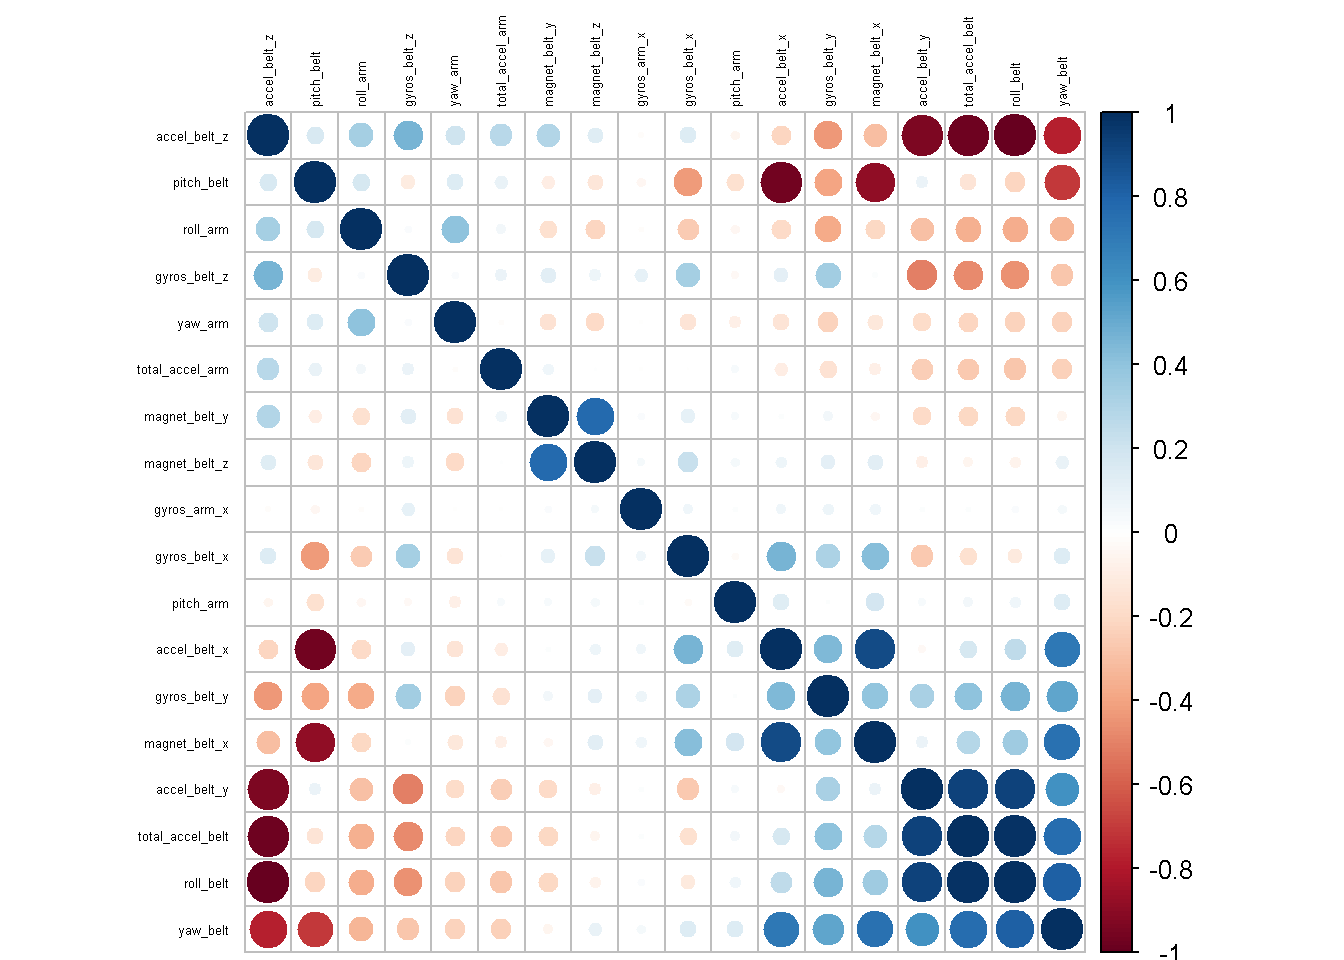 accel_belt_z
pitch_belt
roll_arm
gyros_belt_z
yaw_arm
total_accel_arm
magnet_belt_y
magnet_belt_z
gyros_arm_x
gyros_belt_x
pitch_arm
accel_belt_x
gyros_belt_y
magnet_belt_x
accel_belt_y
total_accel_belt
roll_belt
yaw_belt
accel_belt_z
pitch_belt
roll_arm
gyros_belt_z
yaw_arm
total_accel_arm
magnet_belt_y
magnet_belt_z
gyros_arm_x
gyros_belt_x
pitch_arm
accel_belt_x
gyros_belt_y
magnet_belt_x
accel_belt_y
total_accel_belt
roll_belt
yaw_belt
1
0.8
0.6
0.4
0.2
0
-0.2
-0.4
-0.6
-0.8
-1